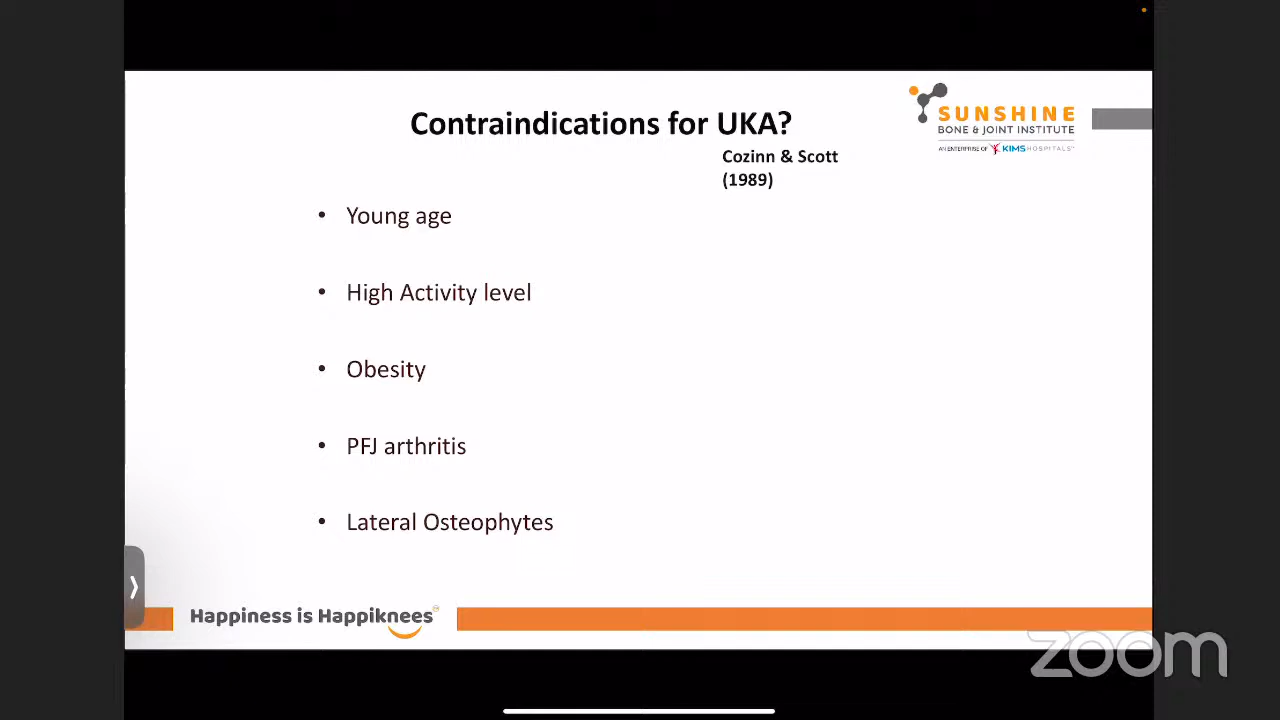 Contraindications for UKA?
Cozinn & Scott
(1989)
SUNSHINE
BONE & JOINT INSTITUTE
AN ENTERPRISE OF KIMS HOSPITALS
• Young age
• High Activity level
• Obesity
• PFJ arthritis
• Lateral Osteophytes
Happiness is Happiknees
zoom